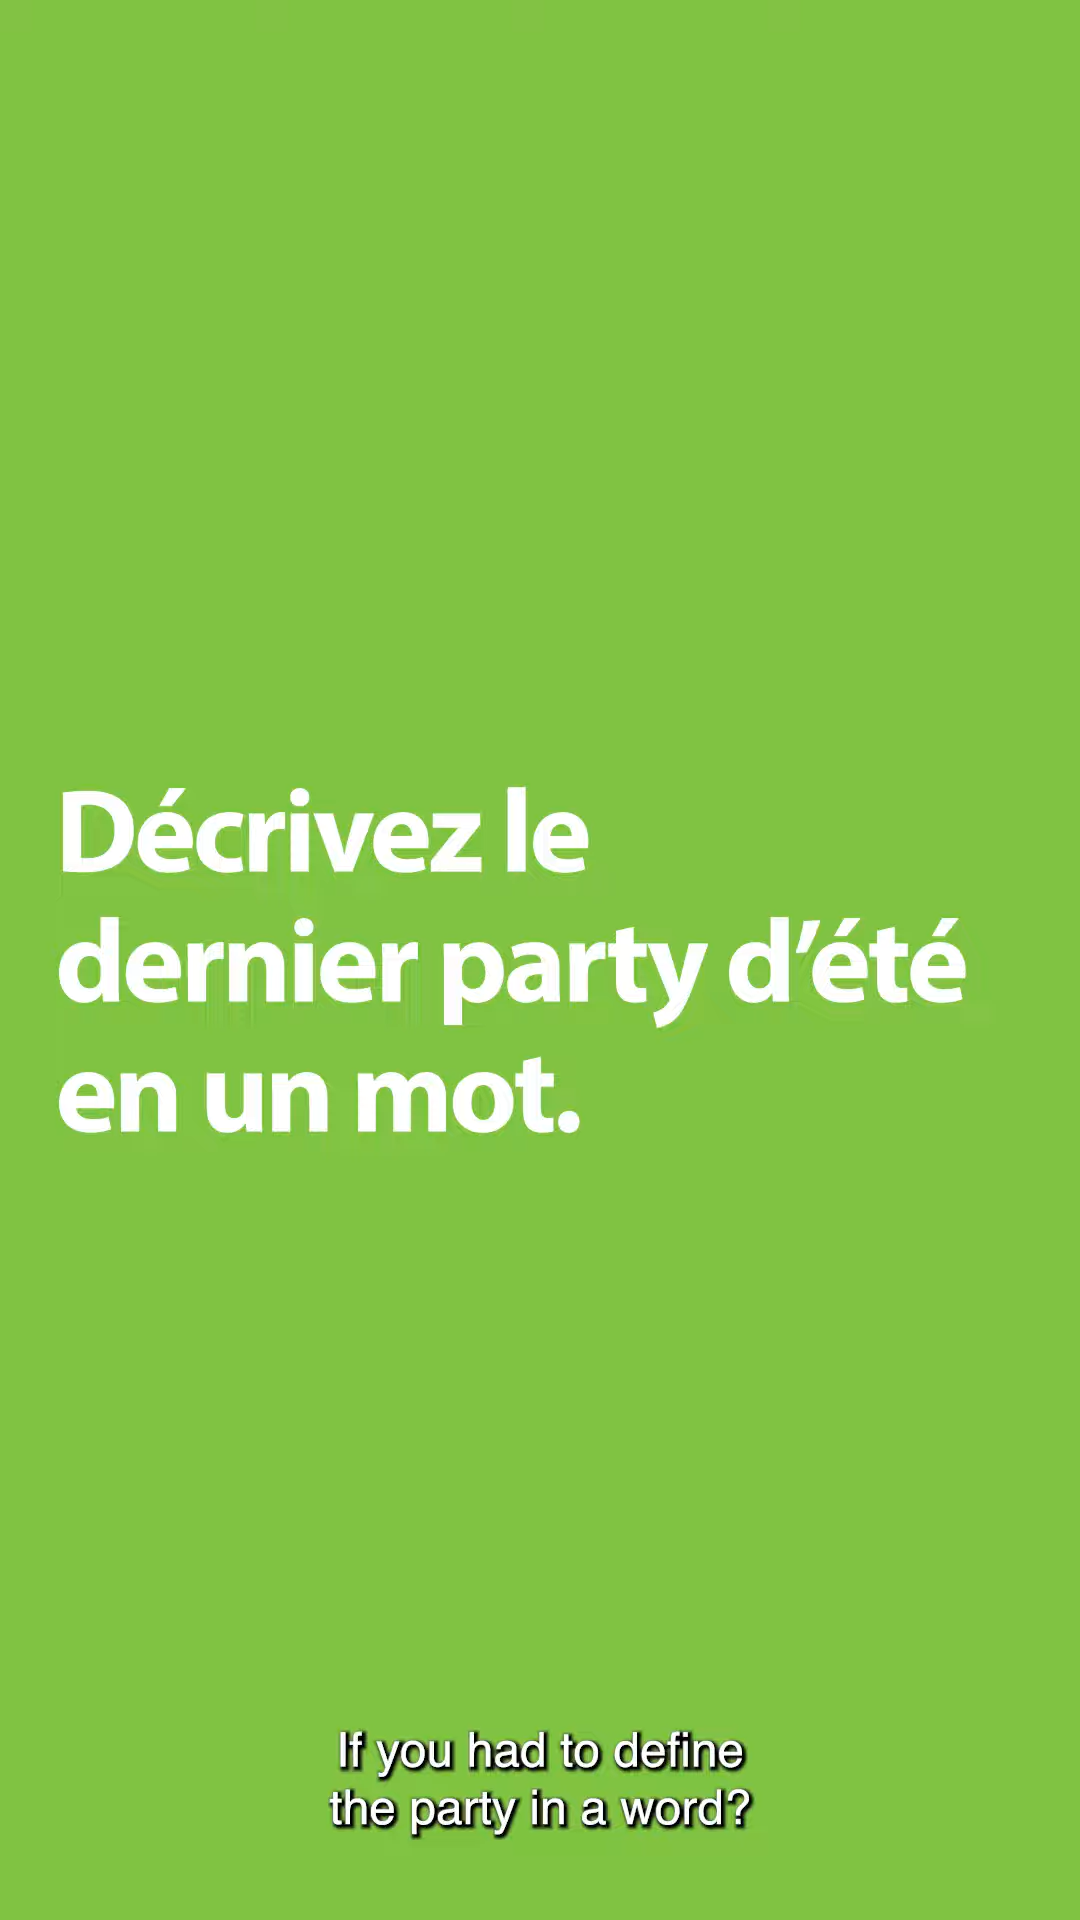 Décrivez le
dernier party d’été
en un mot.
If you had to define
the party in a word?